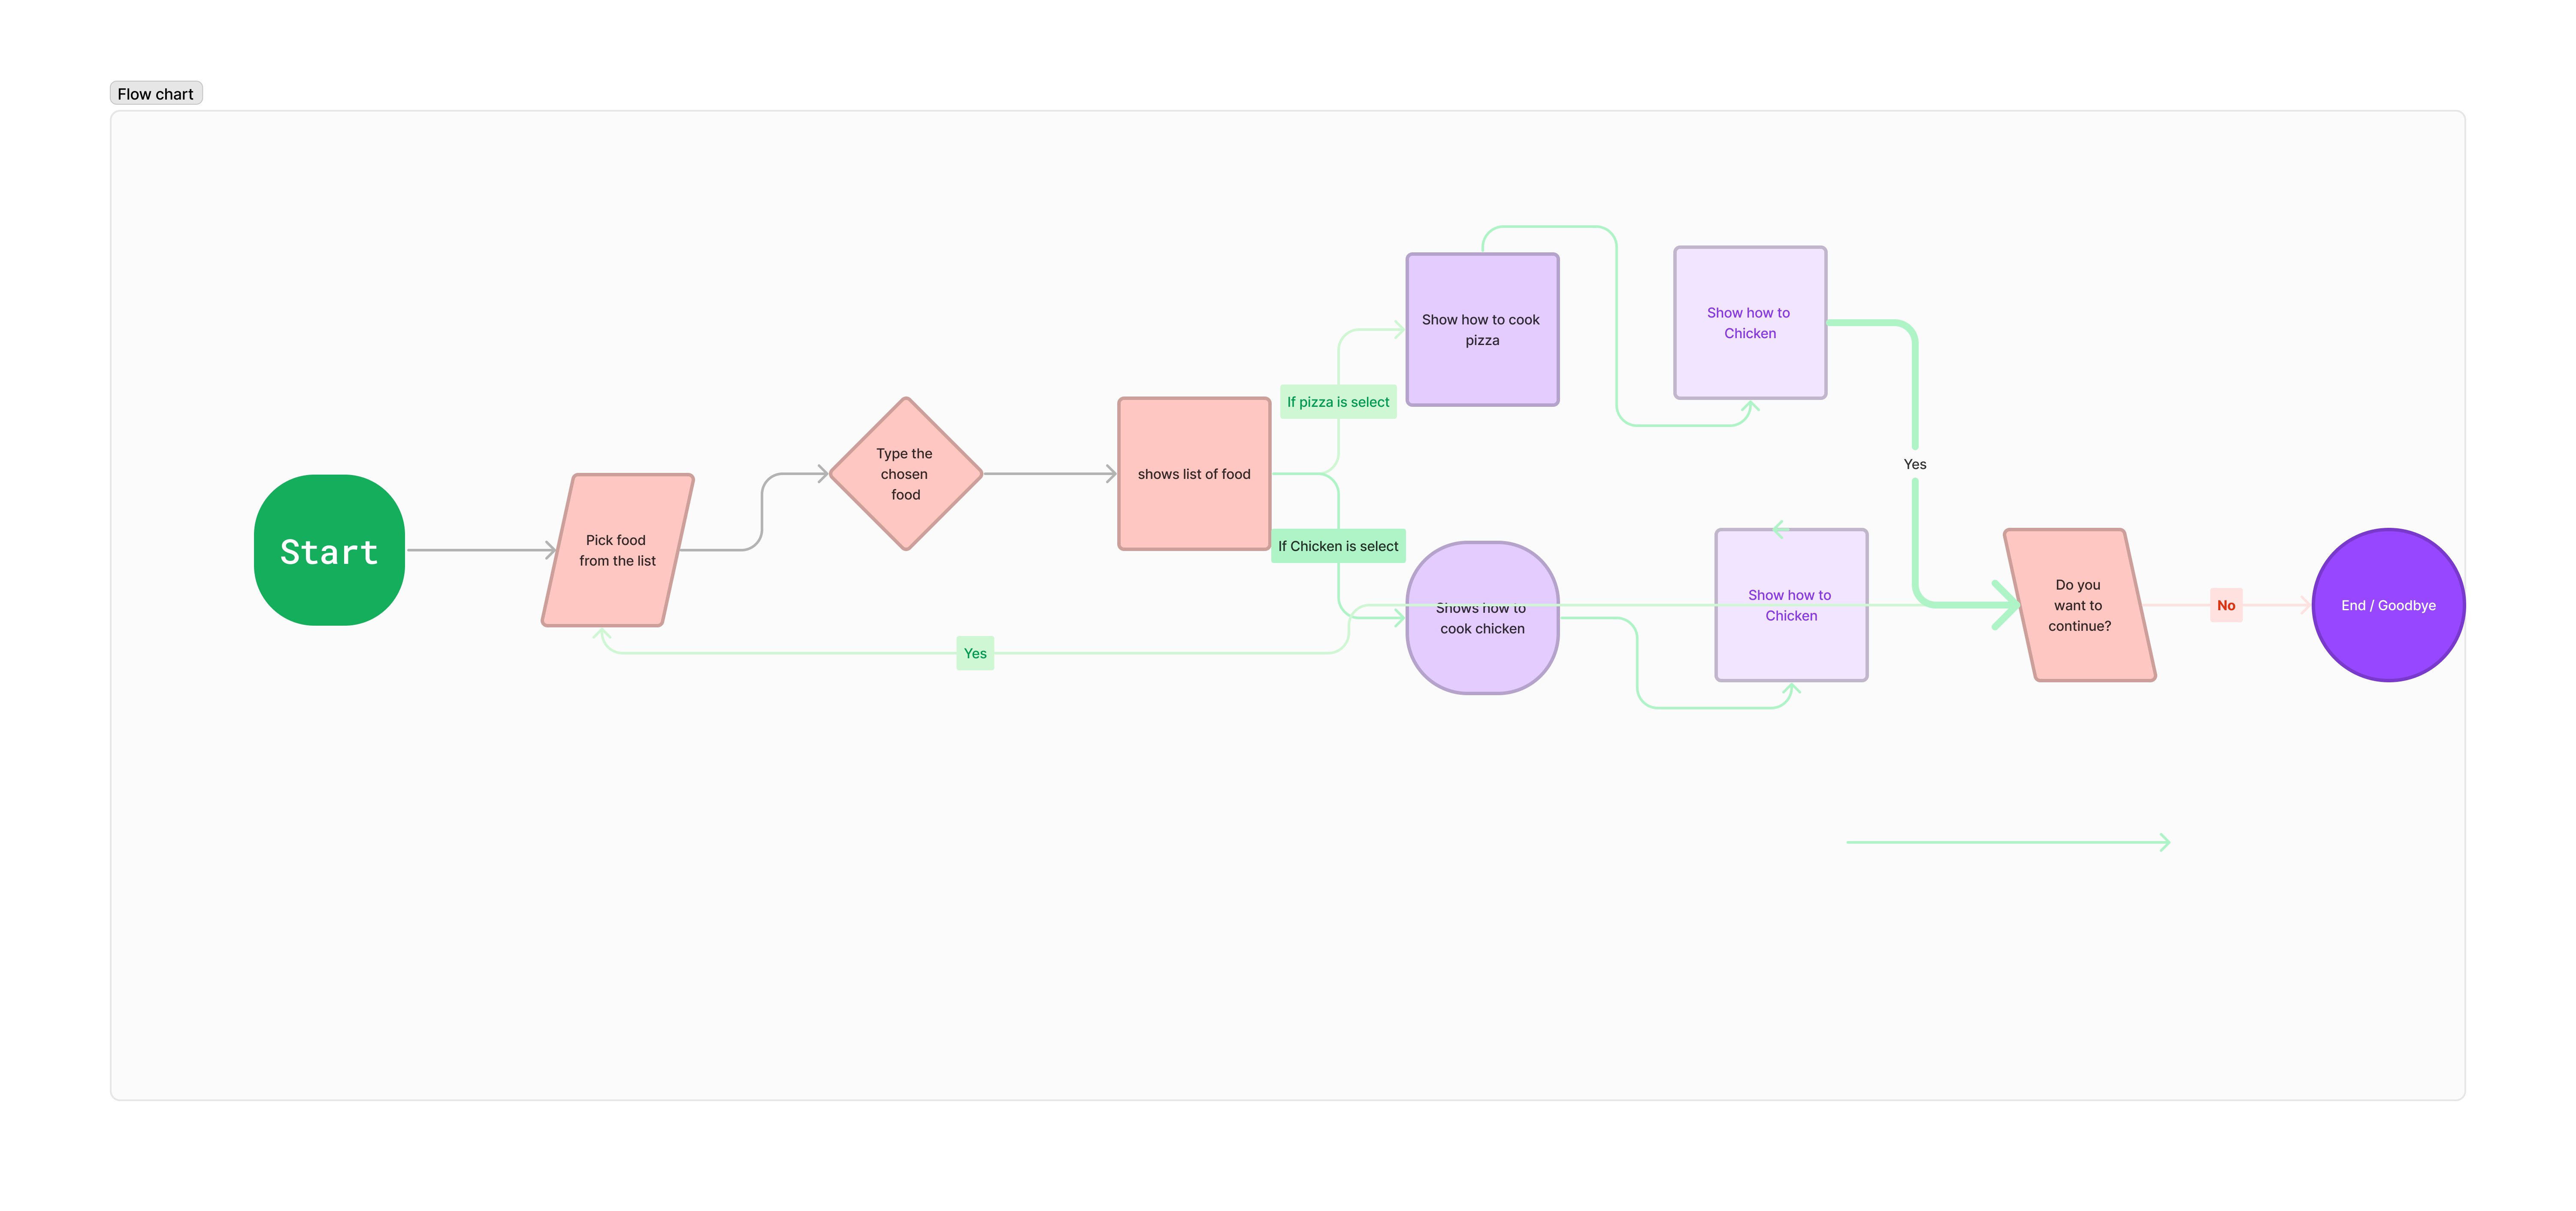 Flow chart
Start
Pick food
from the list
Type the
chosen
food
shows list of food
If pizza is select
If Chicken is select
Show how to cook
pizza
Shows how to
cook chicken
Show how to
Chicken
Show how to
Chicken
Yes
Yes
Do you
want to
continue?
No
End / Goodbye